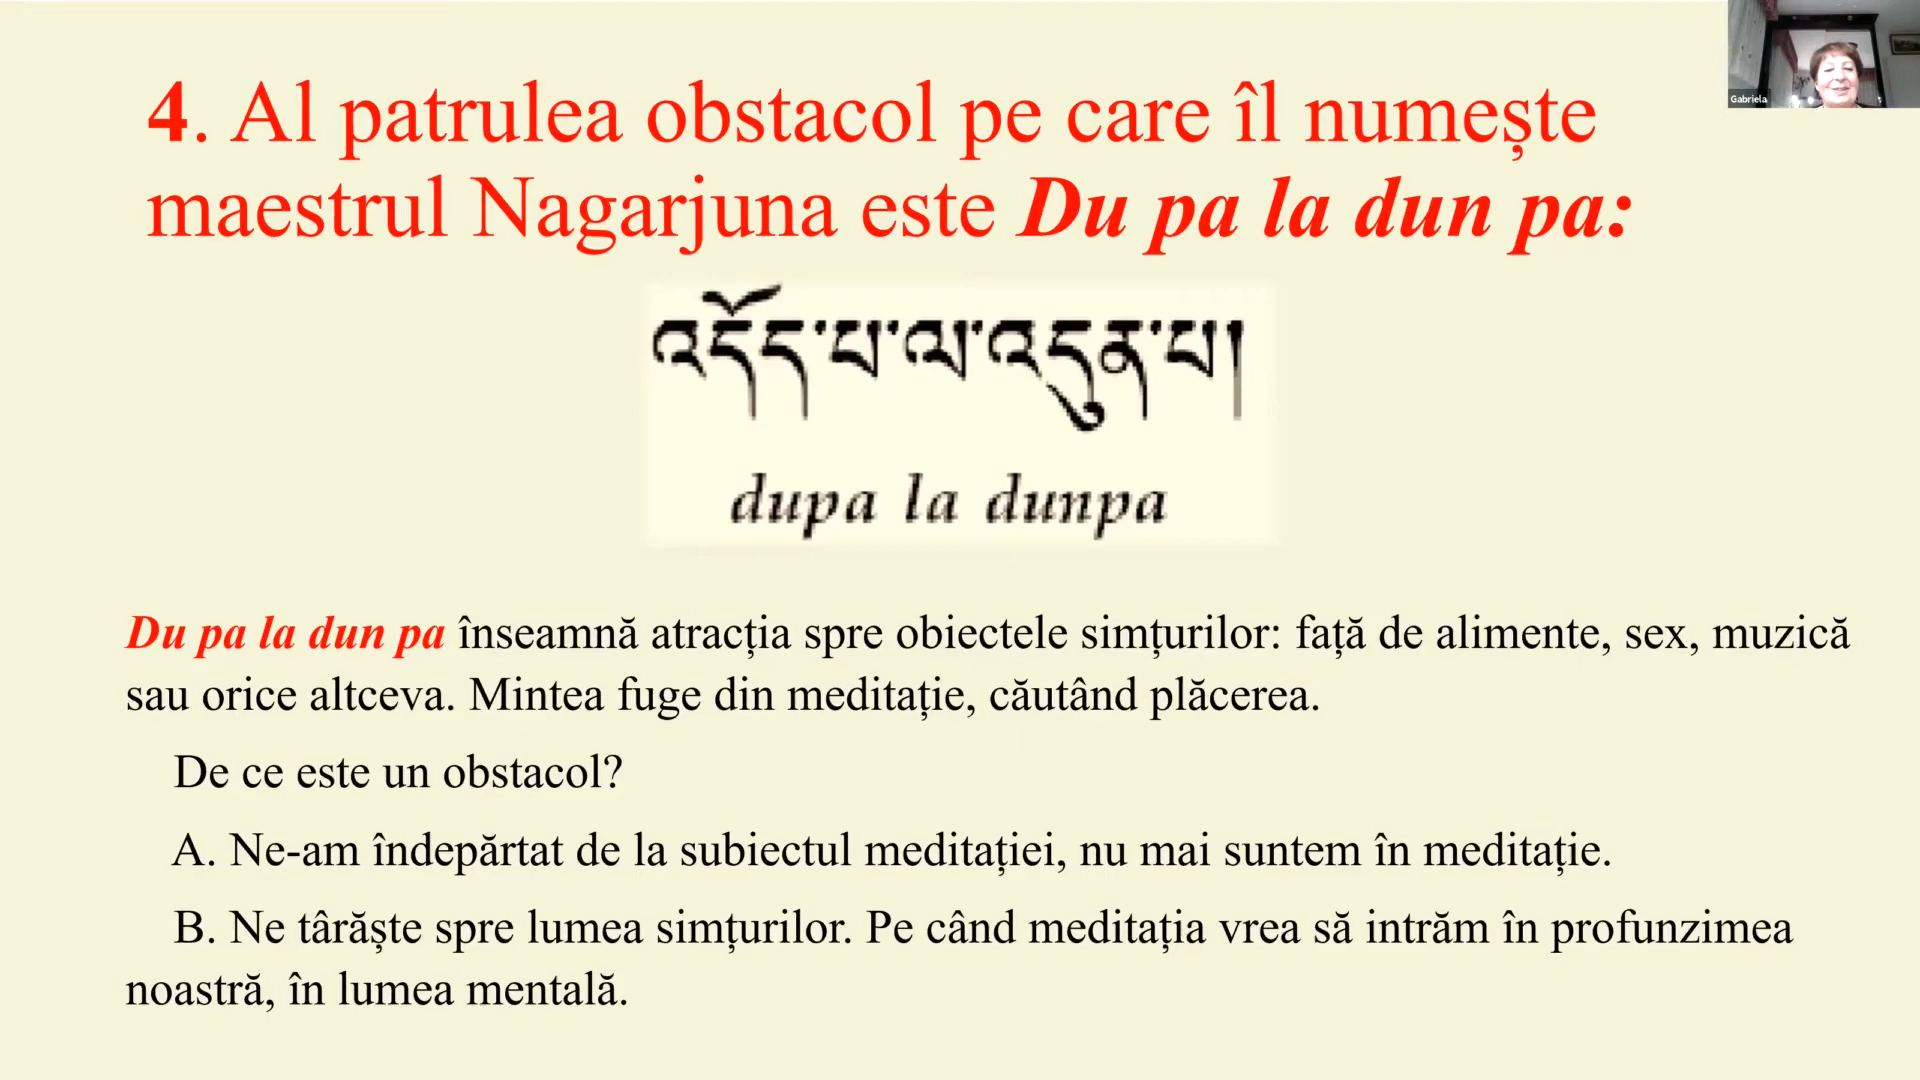 Gabriela
4. Al patrulea obstacol pe care îl numește
maestrul Nagarjuna este Du pa la dun pa:
འདོད་པ་ལ་འདུན་པ།
dupa la dunpa
Du pa la dun pa înseamnă atracția spre obiectele simțurilor: față de alimente, sex, muzică
sau orice altceva. Mintea fuge din meditație, căutând plăcerea.
De ce este un obstacol?
A. Ne-am îndepărtat de la subiectul meditației, nu mai suntem în meditație.
B. Ne târăște spre lumea simțurilor. Pe când meditația vrea să intrăm în profunzimea
noastră, în lumea mentală.